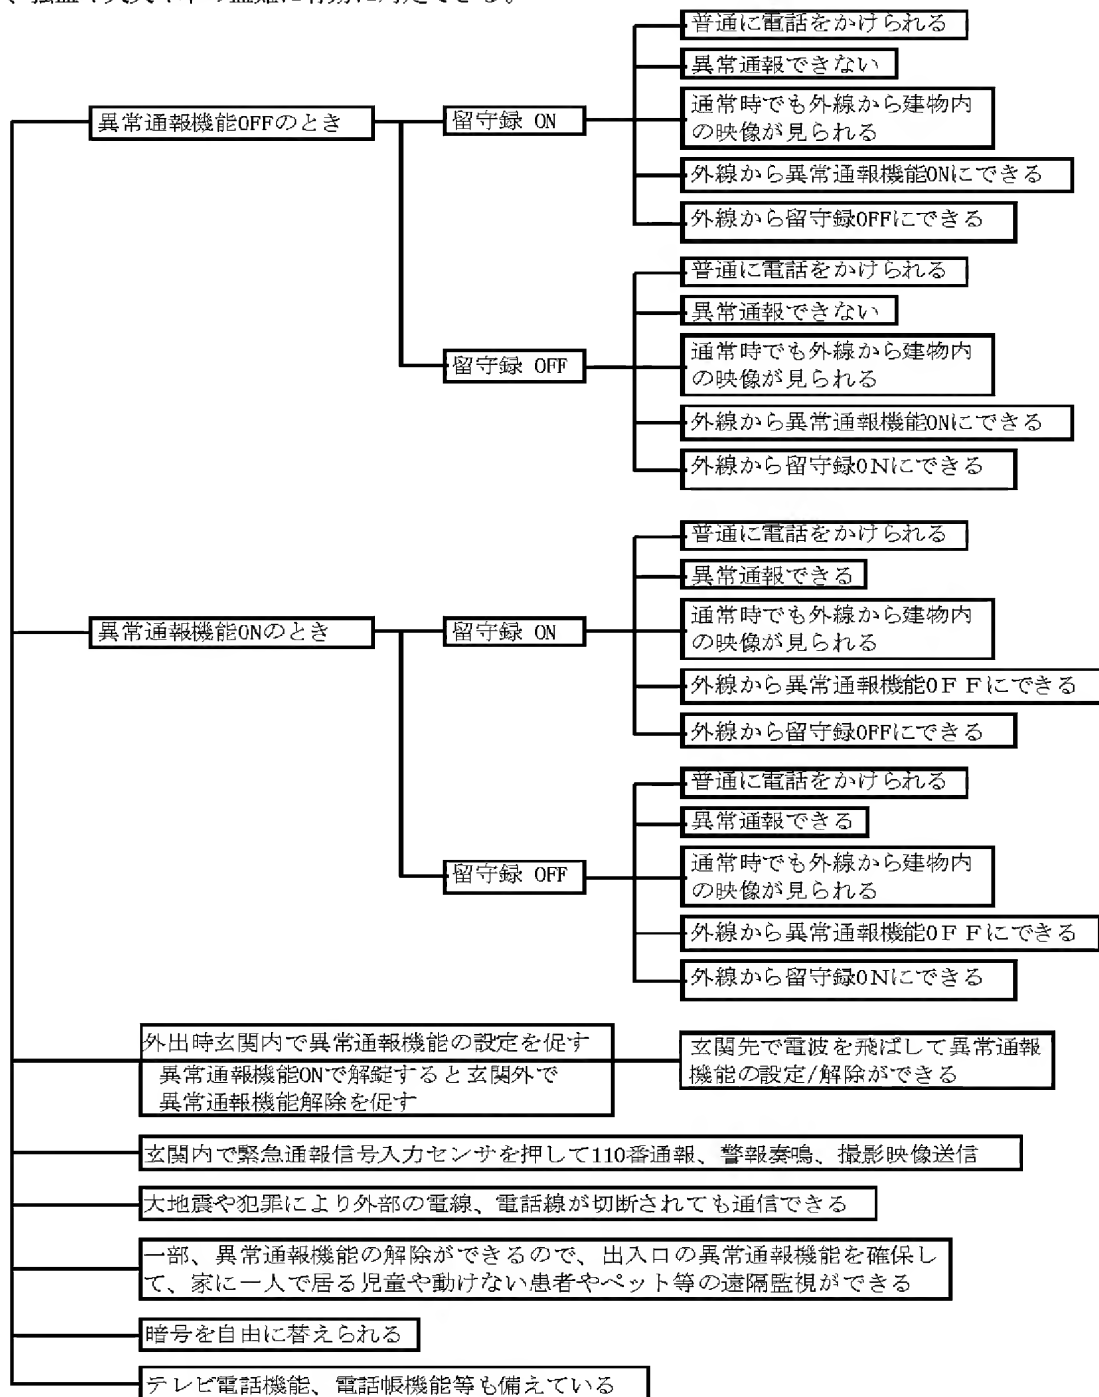 に有効に対応できる。
普通に電話をかけられる
異常通報できない
異常通報機能OFFのとき
留守録 ON
通常時でも外線から建物内
の映像が見られる
外線から異常通報機能ONにできる
外線から留守録OFFにできる
普通に電話をかけられる
異常通報できない
留守録 OFF
通常時でも外線から建物内
の映像が見られる
外線から異常通報機能ONにできる
外線から留守録ONにできる
普通に電話をかけられる
異常通報できる
異常通報機能ONのとき
留守録 ON
通常時でも外線から建物内
の映像が見られる
外線から異常通報機能OFFにできる
外線から留守録OFFにできる
普通に電話をかけられる
異常通報できる
留守録 OFF
通常時でも外線から建物内
の映像が見られる
外線から異常通報機能OFFにできる
外線から留守録ONにできる
外出時玄関内で異常通報機能の設定を促す
異常通報機能ONで解錠すると玄関外で
異常通報機能解除を促す
玄関先で電波を飛ばして異常通報
機能の設定/解除ができる
玄関内で緊急通報信号入力センサを押して110番通報、警報奏鳴、撮影映像送信
大地震や犯罪により外部の電線、電話線が切断されても通信できる
一部、異常通報機能の解除ができるので、出入口の異常通報機能を確保し
て、家に一人で居る児童や動けない患者やペット等の遠隔監視ができる
暗号を自由に替えられる
テレビ電話機能、電話帳機能等も備えている